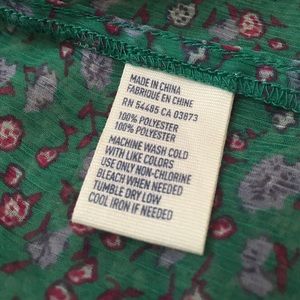 MADE IN CHINA
FABRIQUÉ EN CHINE
RN 54485 CA 03873
100% POLYESTER
100% POLYESTER
MACHINE WASH COLD
WITH LIKE COLORS
USE ONLY NON-CHLORINE
BLEACH WHEN NEEDED
TUMBLE DRY LOW
COOL IRON IF NEEDED